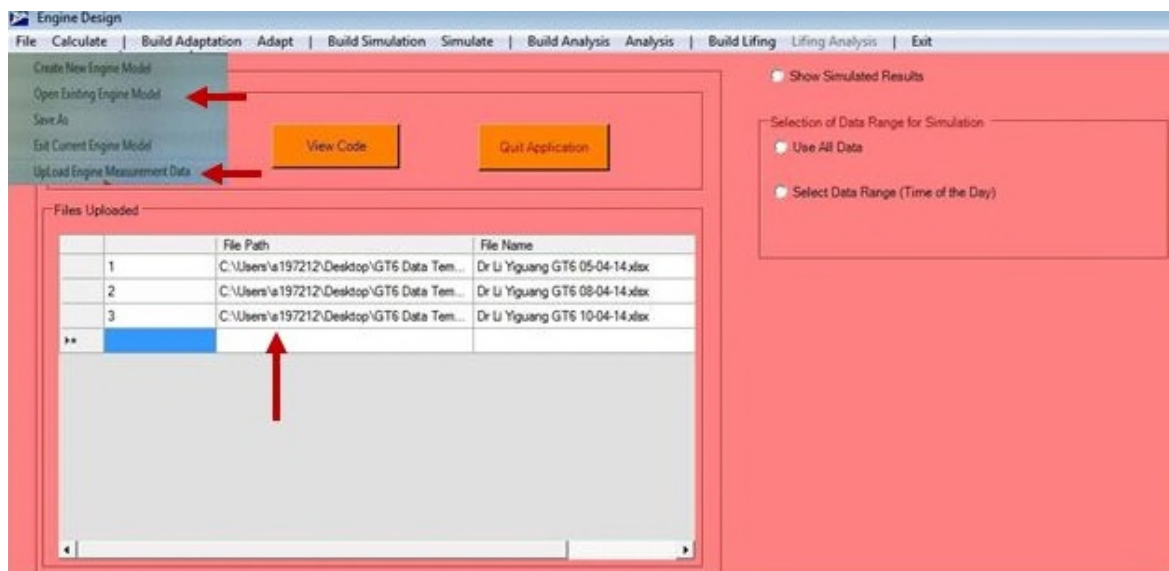 Engine Design
File Calculate | Build Adaptation Adapt | Build Simulation Simulate | Build Analysis Analysis | Build Lifing Lifing Analysis | Exit
Create New Engine Model
Open Existing Engine Model
Save As
Exit Current Engine Model
UpLoad Engine Measurement Data
View Code
Quit Application
Show Simulated Results
Selection of Data Range for Simulation
Use All Data
Select Data Range (Time of the Day)
Files Uploaded
File Path File Name
1 C:\Users\a197212\Desktop\GT6 Data Tem... Dr Li Yiguang GT6 05-04-14.xlsx
2 C:\Users\a197212\Desktop\GT6 Data Tem... Dr Li Yiguang GT6 08-04-14.xlsx
3 C:\Users\a197212\Desktop\GT6 Data Tem... Dr Li Yiguang GT6 10-04-14.xlsx